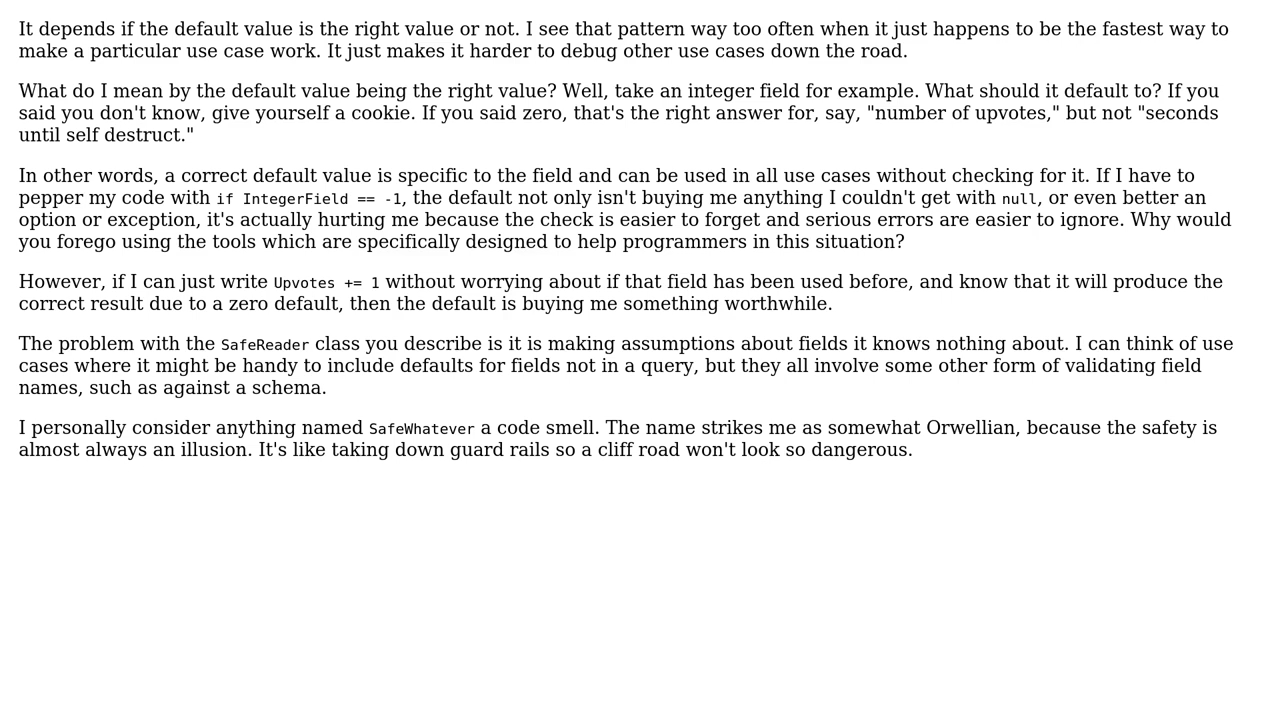 It depends if the default value is the right value or not. I see that pattern way too often when it just happens to be the fastest way to
make a particular use case work. It just makes it harder to debug other use cases down the road.
What do I mean by the default value being the right value? Well, take an integer field for example. What should it default to? If you
said you don't know, give yourself a cookie. If you said zero, that's the right answer for, say, "number of upvotes," but not "seconds
until self destruct."
In other words, a correct default value is specific to the field and can be used in all use cases without checking for it. If I have to
pepper my code with if IntegerField == -1, the default not only isn't buying me anything I couldn't get with null, or even better an
option or exception, it's actually hurting me because the check is easier to forget and serious errors are easier to ignore. Why would
you forego using the tools which are specifically designed to help programmers in this situation?
However, if I can just write Upvotes += 1 without worrying about if that field has been used before, and know that it will produce the
correct result due to a zero default, then the default is buying me something worthwhile.
The problem with the SafeReader class you describe is it is making assumptions about fields it knows nothing about. I can think of use
cases where it might be handy to include defaults for fields not in a query, but they all involve some other form of validating field
names, such as against a schema.
I personally consider anything named SafeWhatever a code smell. The name strikes me as somewhat Orwellian, because the safety is
almost always an illusion. It's like taking down guard rails so a cliff road won't look so dangerous.